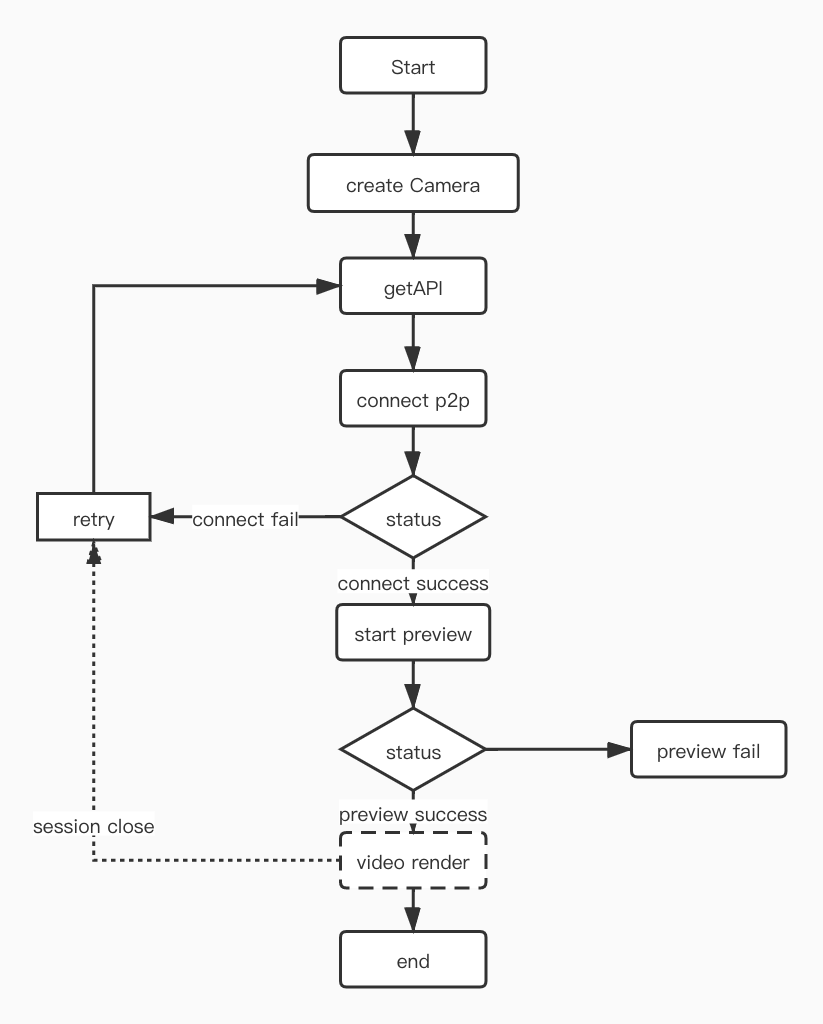 Start
create Camera
getAPI
connect p2p
status
connect fail
retry
connect success
start preview
status
preview fail
preview success
session close
video render
end